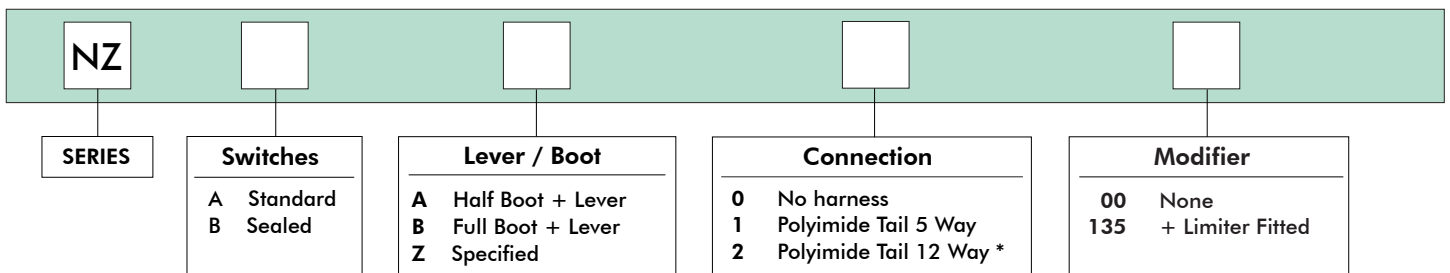 NZ
SERIES
Switches
A Standard
B Sealed
Lever / Boot
A Half Boot + Lever
B Full Boot + Lever
Z Specified
Connection
0 No harness
1 Polyimide Tail 5 Way
2 Polyimide Tail 12 Way *
Modifier
00 None
135 + Limiter Fitted